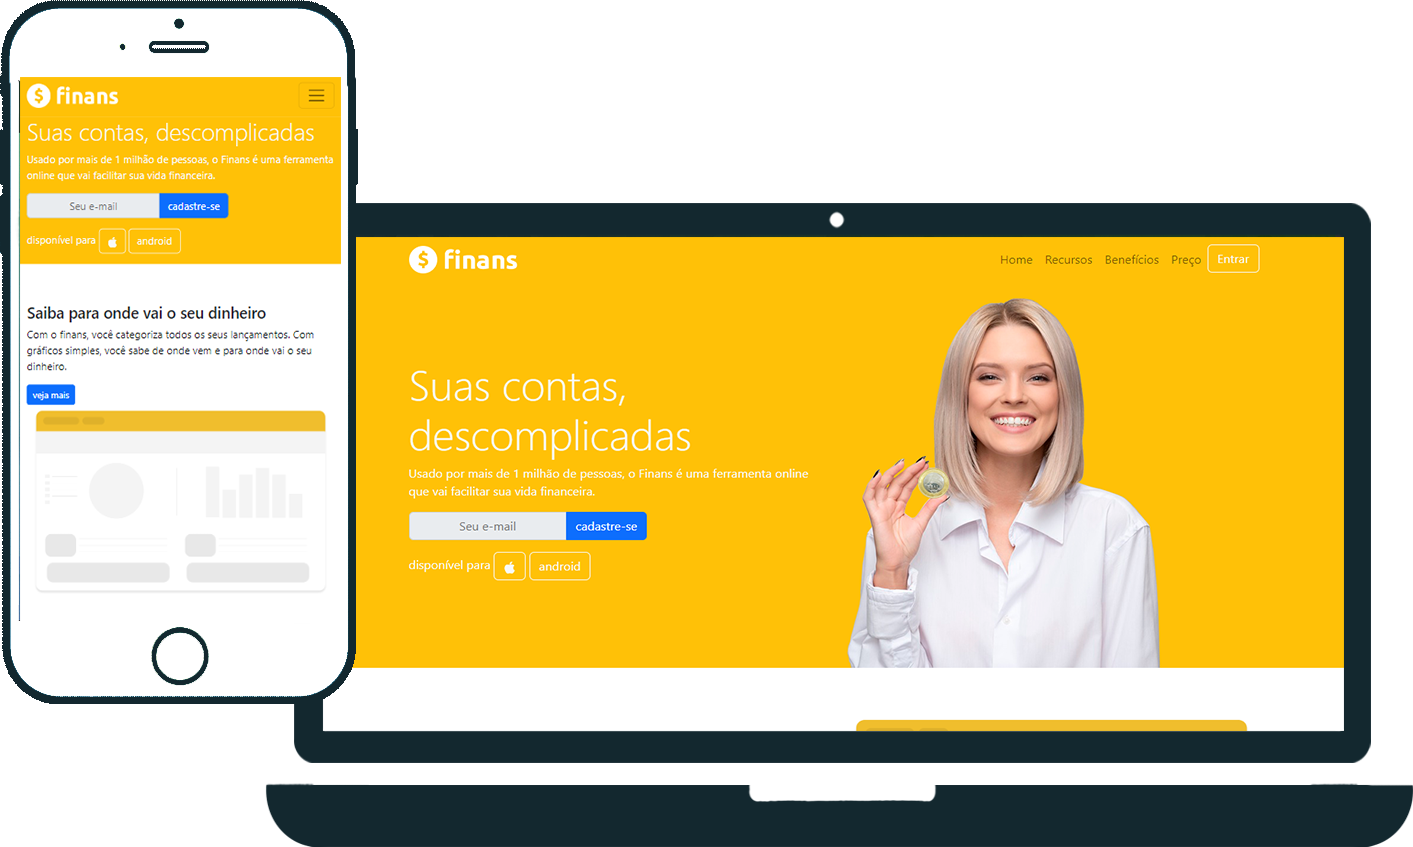 finans
Suas contas, descomplicadas
Usado por mais de 1 milhão de pessoas, o Finans é uma ferramenta
online que vai facilitar sua vida financeira.
Seu e-mail
cadastre-se
disponível para
android
Saiba para onde vai o seu dinheiro
Com o finans, você categoriza todos os seus lançamentos. Com
gráficos simples, você sabe de onde vem e para onde vai o seu
dinheiro.
veja mais
finans
Home Recursos Benefícios Preço Entrar
Suas contas,
descomplicadas
Usado por mais de 1 milhão de pessoas, o Finans é uma ferramenta online
que vai facilitar sua vida financeira.
Seu e-mail
cadastre-se
disponível para
android